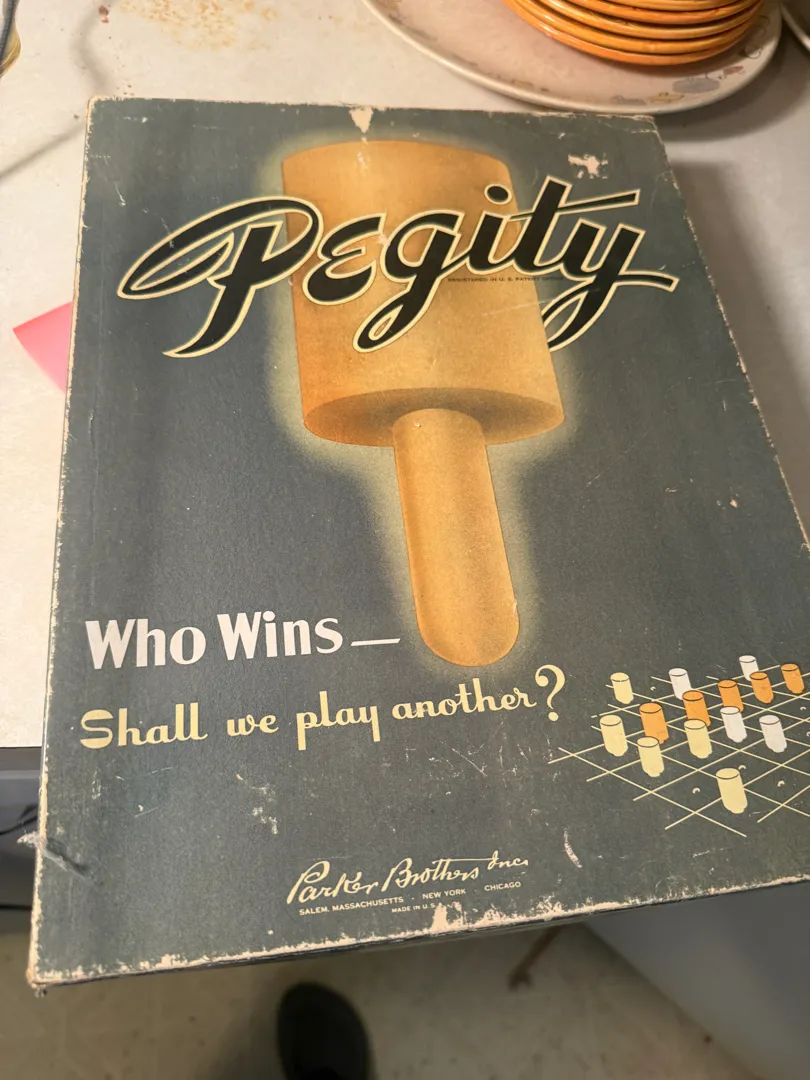 Pegity
REGISTERED IN U. S. PATENT
Who Wins—
Shall we play another?
Parker Brothers Inc.
SALEM, MASSACHUSETTS · NEW YORK · CHICAGO
MADE IN U.S.A.